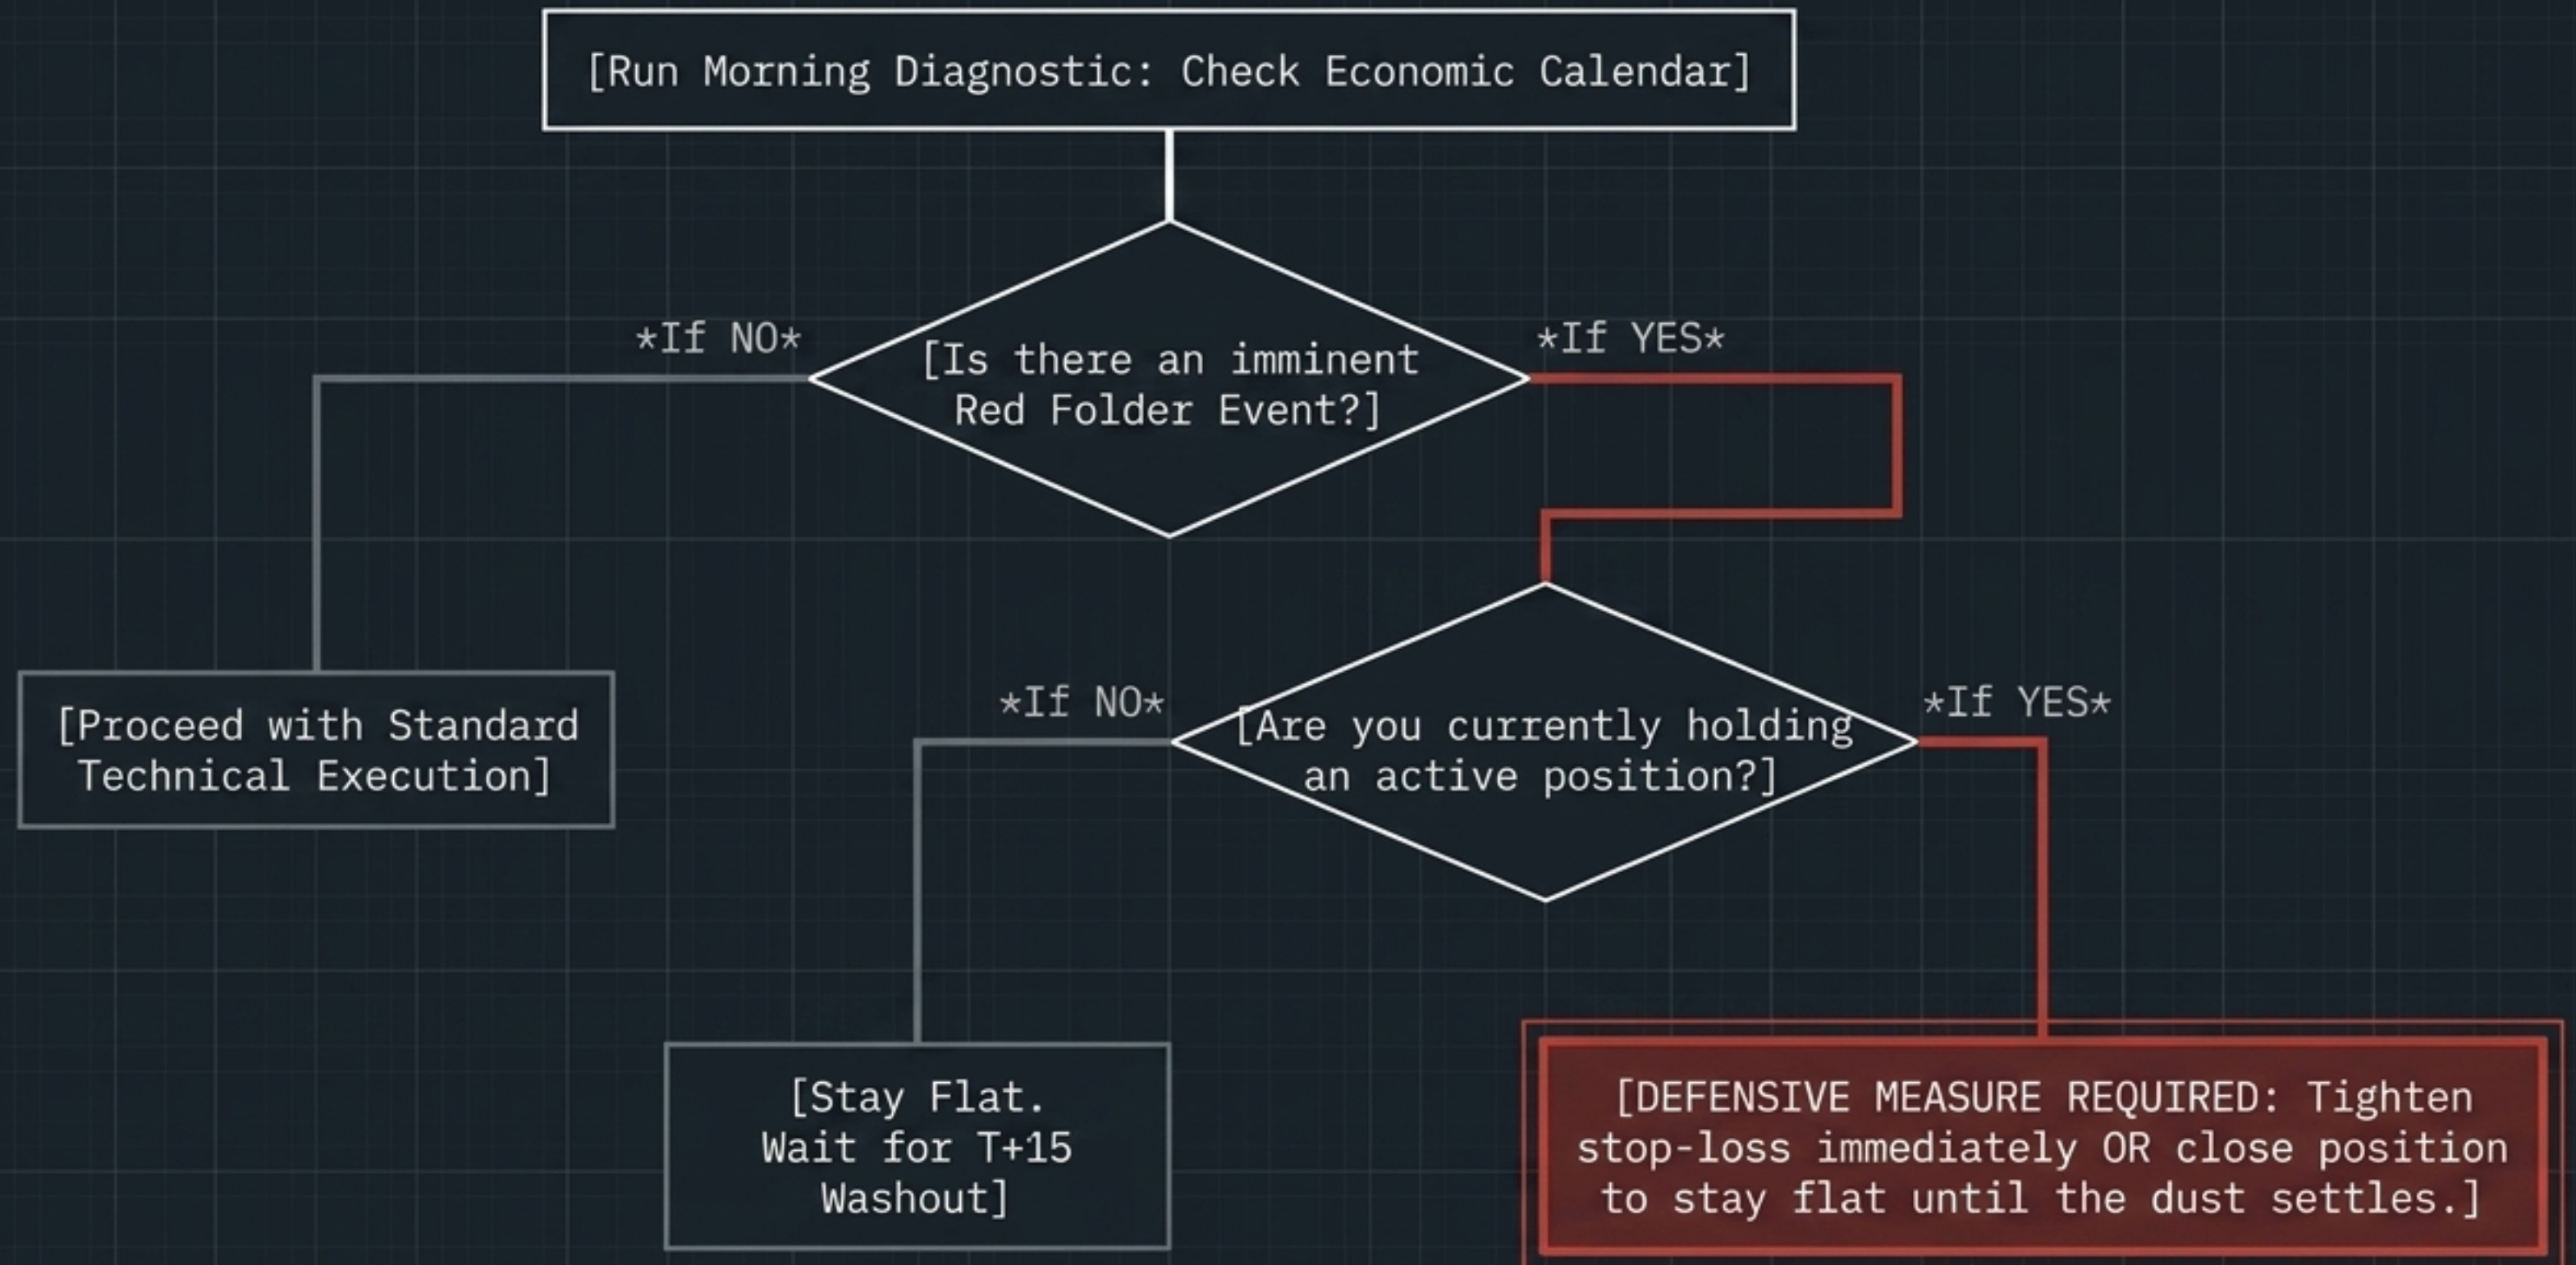 [Run Morning Diagnostic: Check Economic Calendar]
*If NO*
*If YES*
[Is there an imminent
Red Folder Event?]
*If NO*
*If YES*
[Proceed with Standard
Technical Execution]
[Are you currently holding
an active position?]
[Stay Flat.
Wait for T+15
Washout]
[DEFENSIVE MEASURE REQUIRED: Tighten
stop-loss immediately OR close position
to stay flat until the dust settles.]